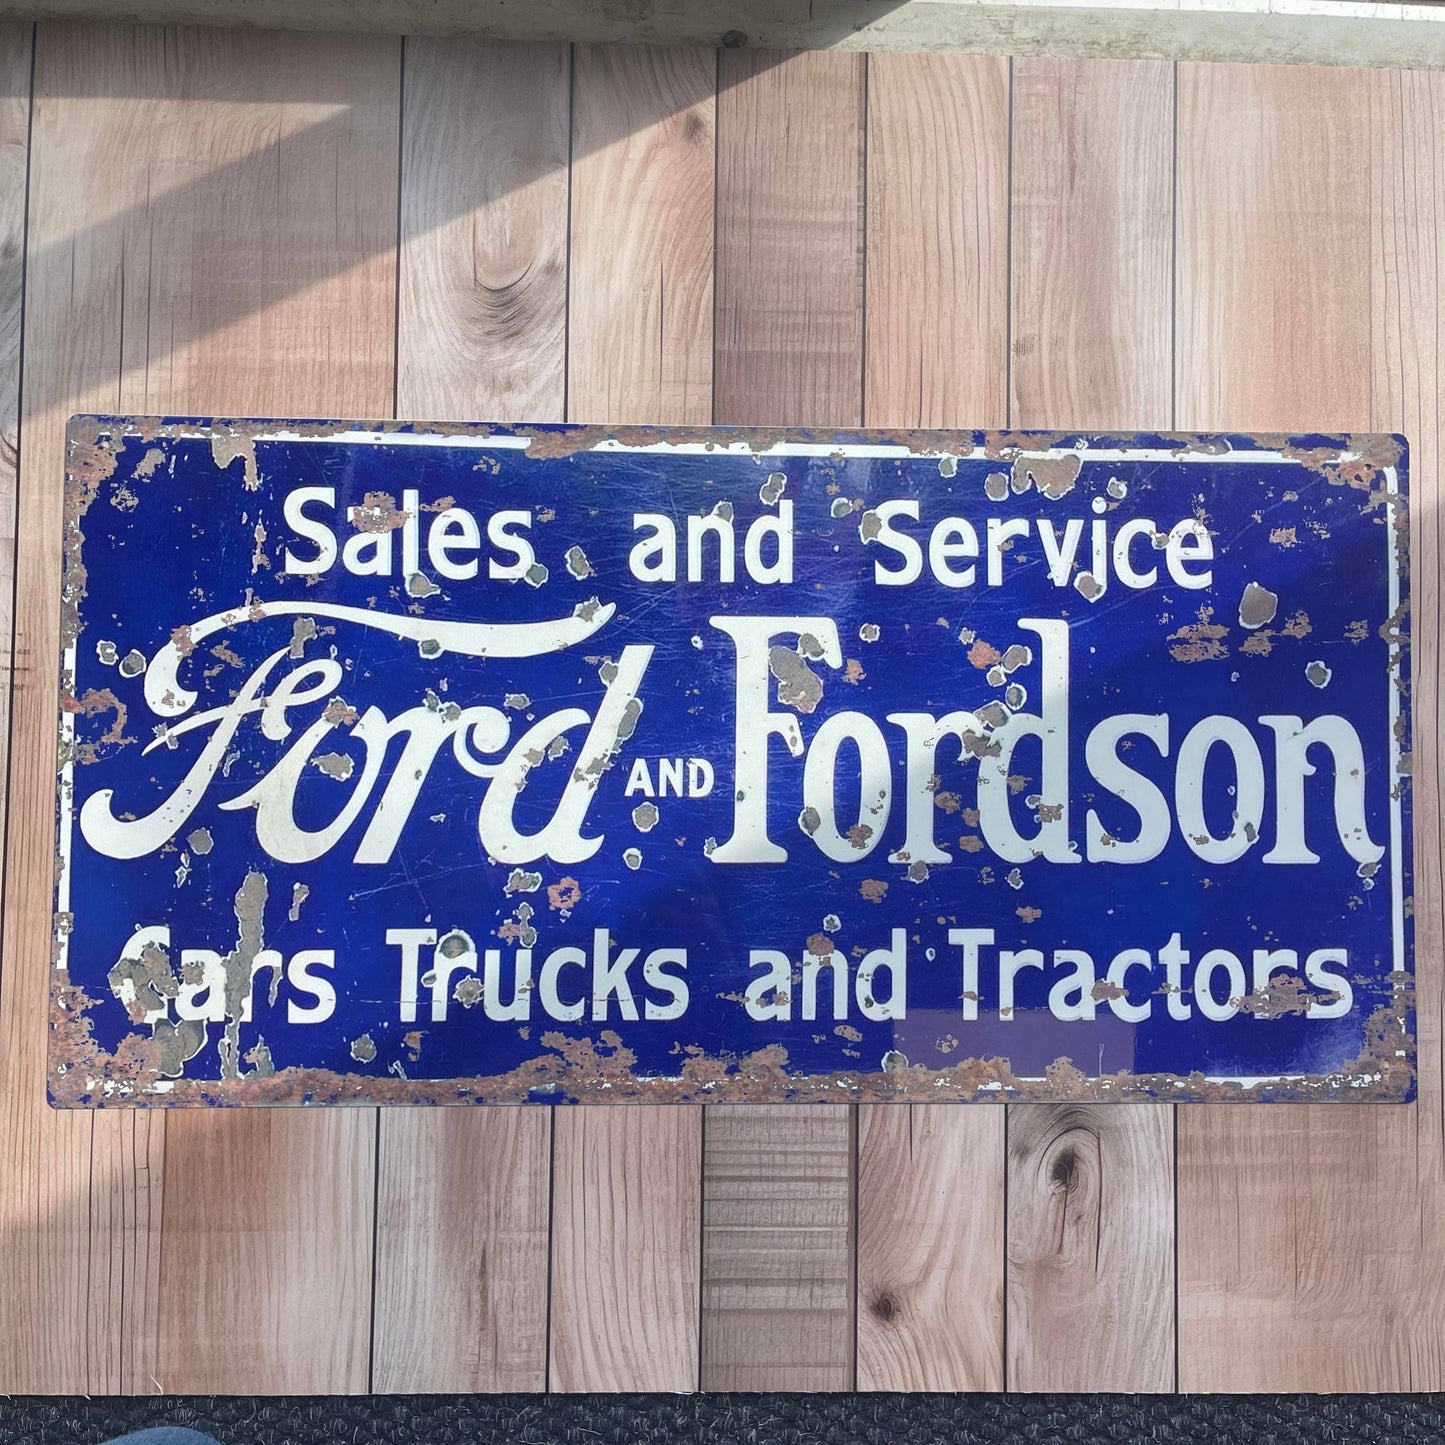 Sales and Service
Ford AND Fordson
Cars Trucks and Tractors